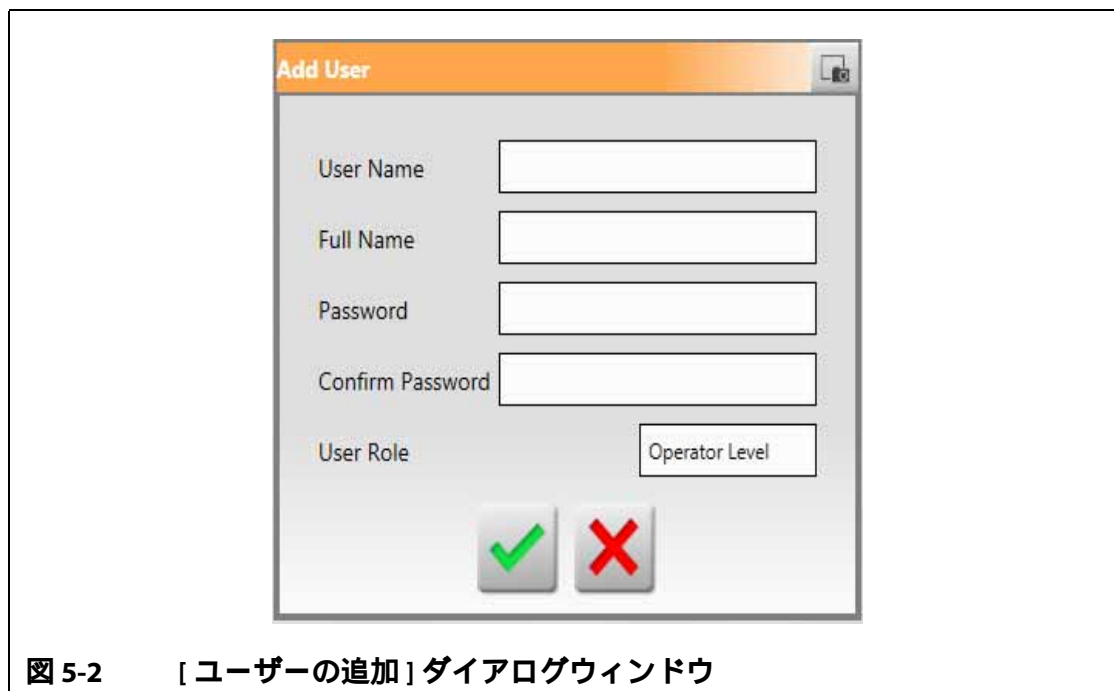 Add User
User Name
Full Name
Password
Confirm Password
User Role Operator Level
図 5-2 [ ユーザーの追加 ] ダイアログウィンドウ